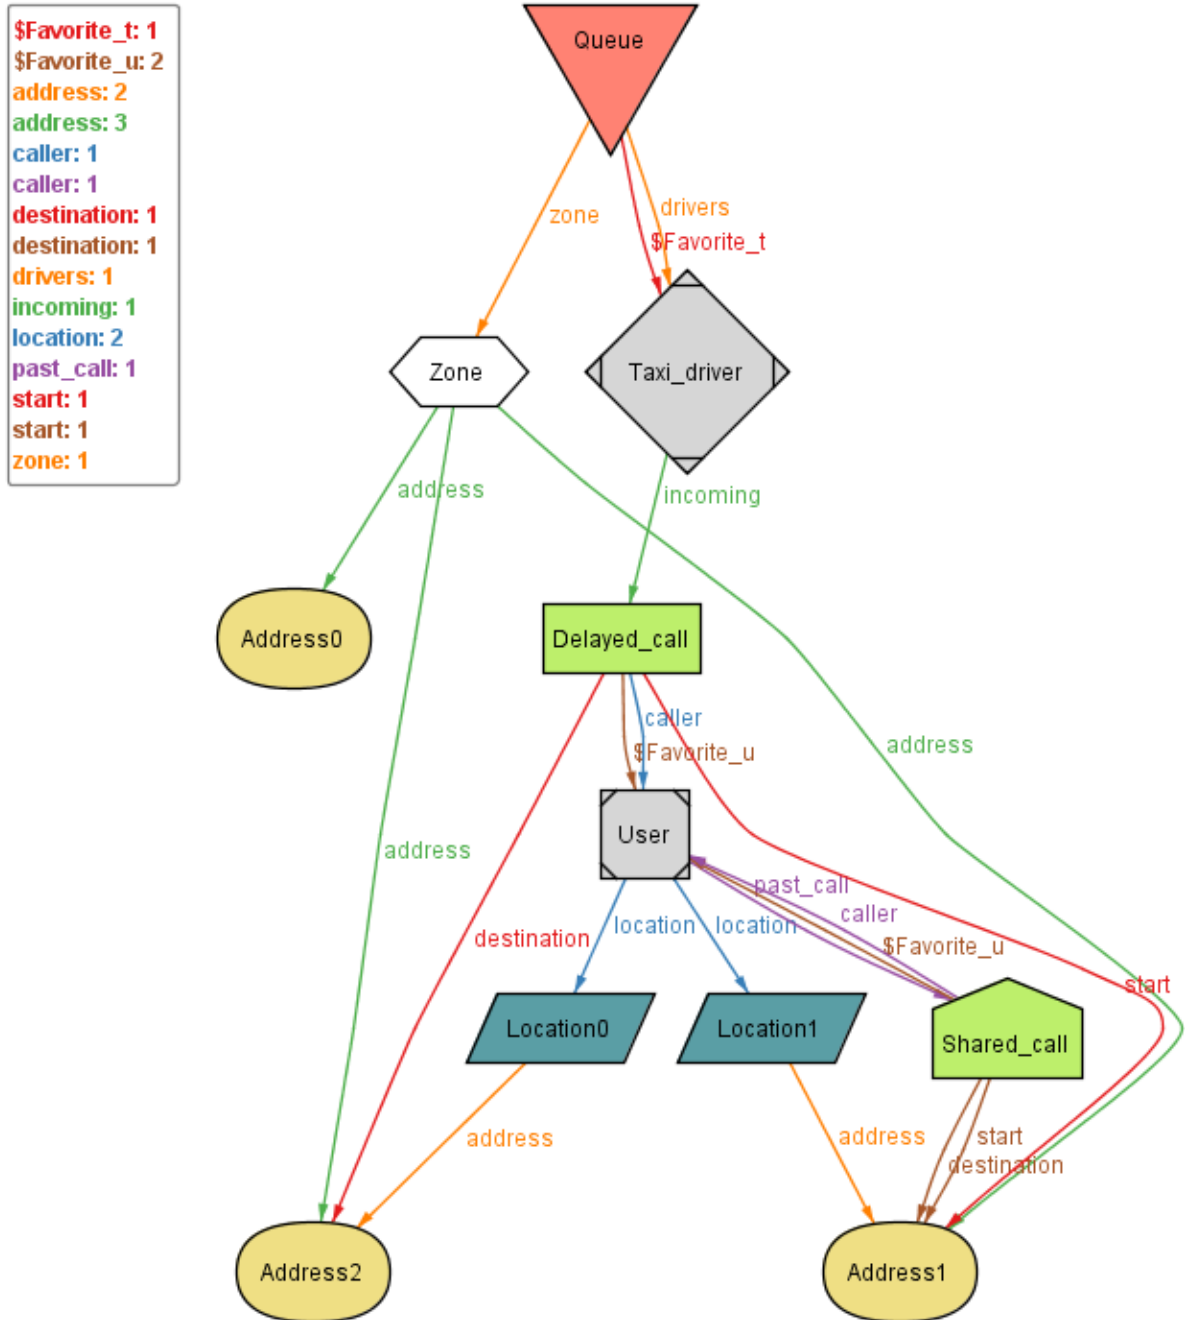 $Favorite_t: 1
$Favorite_u: 2
address: 2
address: 3
caller: 1
caller: 1
destination: 1
destination: 1
drivers: 1
incoming: 1
location: 2
past_call: 1
start: 1
start: 1
zone: 1
Queue
zone
drivers
$Favorite_t
Zone
Taxi_driver
address
incoming
Address0
Delayed_call
caller
$Favorite_u
address
User
address
past_call
caller
$Favorite_u
destination
location
location
start
Location0
Location1
Shared_call
address
address
start
destination
Address2
Address1